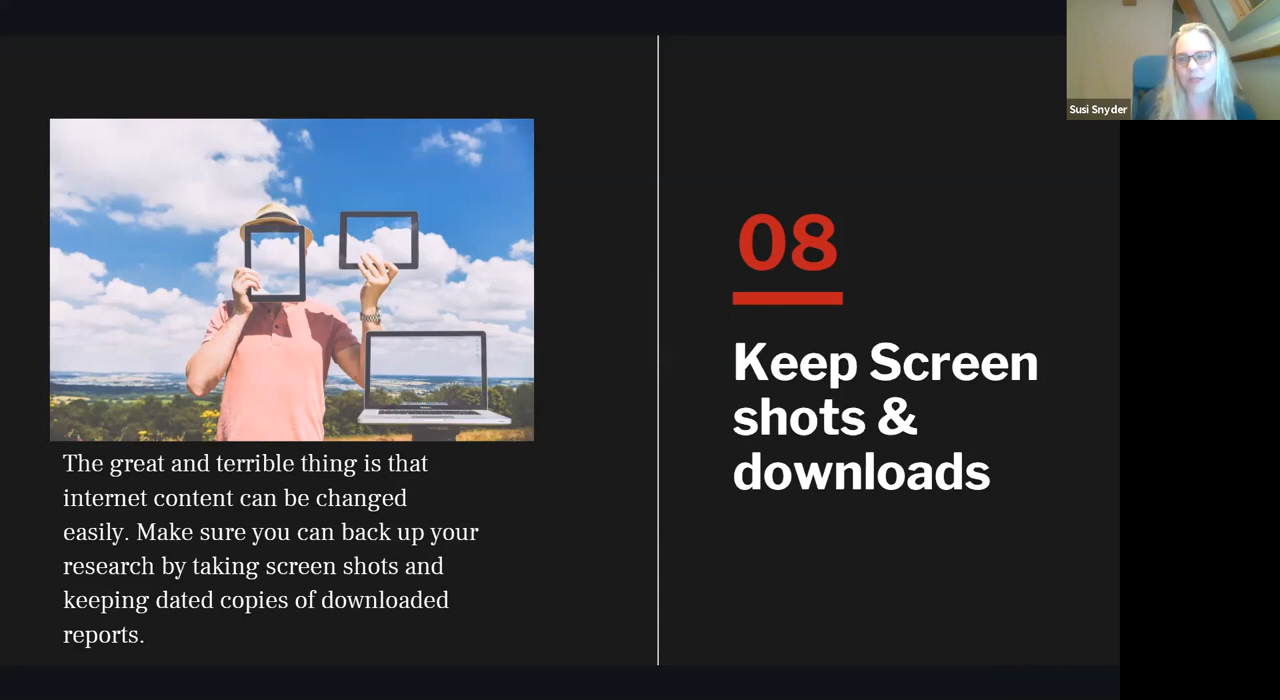 Susi Snyder
The great and terrible thing is that
internet content can be changed
easily. Make sure you can back up your
research by taking screen shots and
keeping dated copies of downloaded
reports.
08
Keep Screen
shots &
downloads